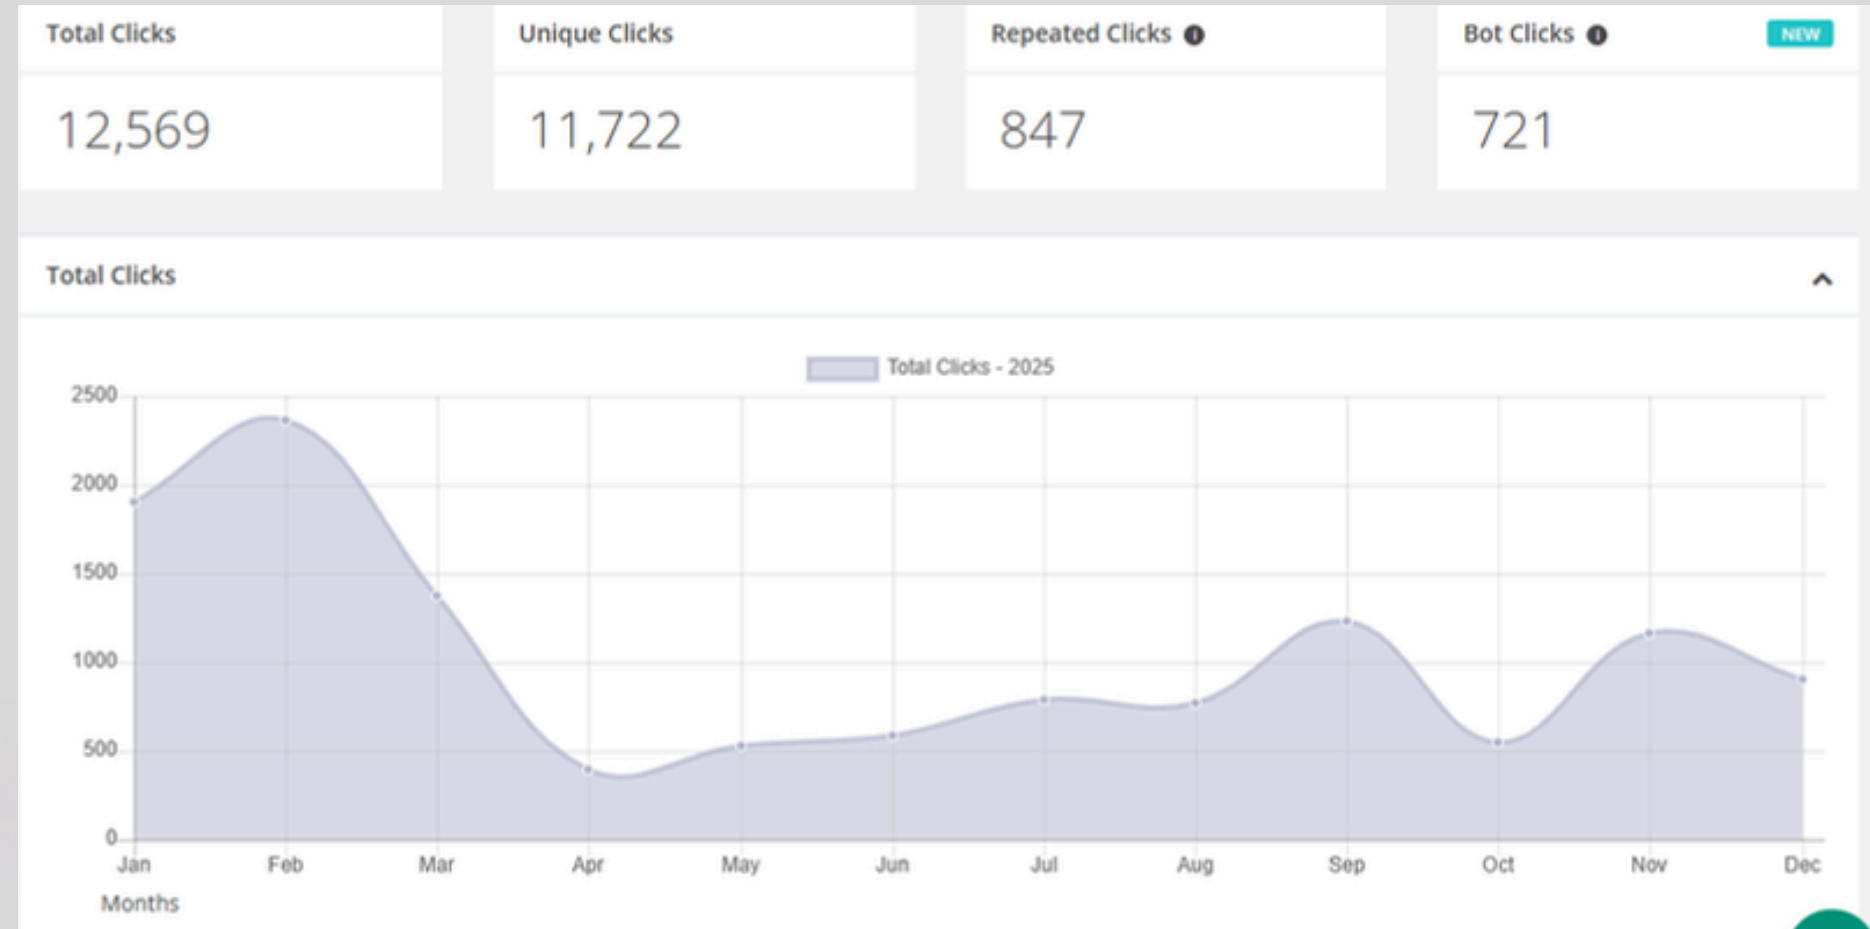 Total Clicks
Unique Clicks
Repeated Clicks
Bot Clicks
NEW
12,569
11,722
847
721
Total Clicks
Total Clicks - 2025
2500
2000
1500
1000
500
0
Jan Feb Mar Apr May Jun Jul Aug Sep Oct Nov Dec
Months